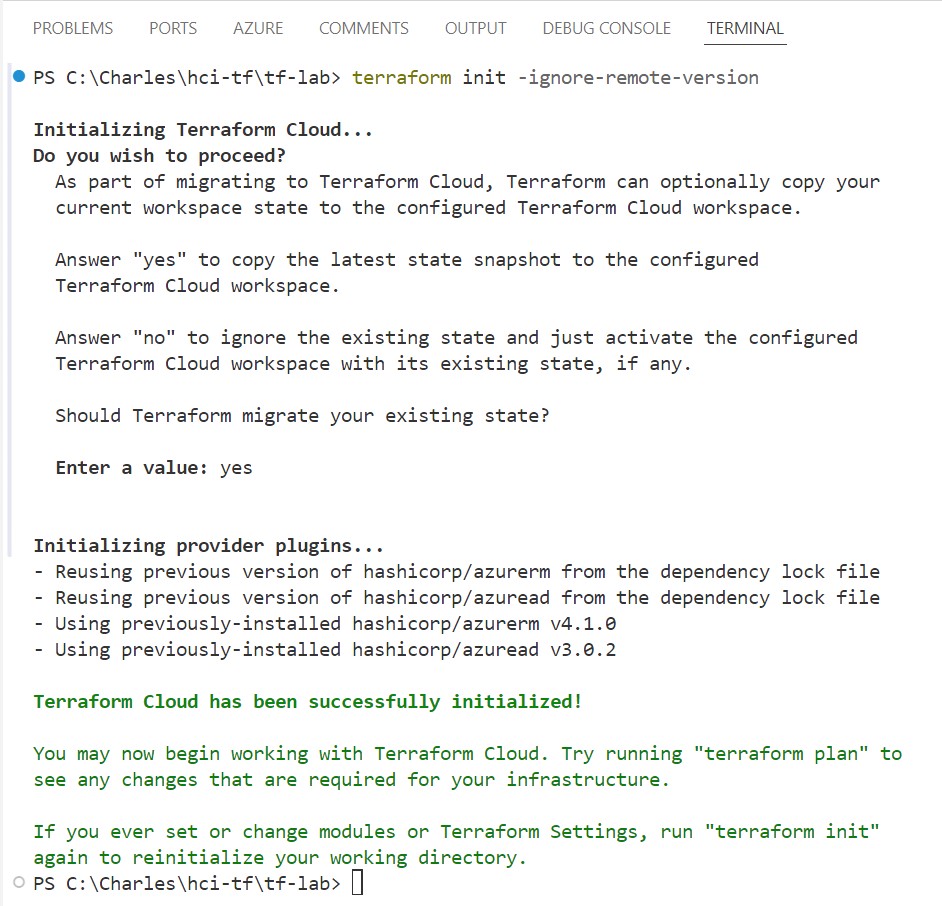 PROBLEMS PORTS AZURE COMMENTS OUTPUT DEBUG CONSOLE TERMINAL
PS C:\Charles\hci-tf\tf-lab> terraform init -ignore-remote-version
Initializing Terraform Cloud...
Do you wish to proceed?
As part of migrating to Terraform Cloud, Terraform can optionally copy your
current workspace state to the configured Terraform Cloud workspace.
Answer "yes" to copy the latest state snapshot to the configured
Terraform Cloud workspace.
Answer "no" to ignore the existing state and just activate the configured
Terraform Cloud workspace with its existing state, if any.
Should Terraform migrate your existing state?
Enter a value: yes
Initializing provider plugins...
- Reusing previous version of hashicorp/azurerm from the dependency lock file
- Reusing previous version of hashicorp/azuread from the dependency lock file
- Using previously-installed hashicorp/azurerm v4.1.0
- Using previously-installed hashicorp/azuread v3.0.2
Terraform Cloud has been successfully initialized!
You may now begin working with Terraform Cloud. Try running "terraform plan" to
see any changes that are required for your infrastructure.
If you ever set or change modules or Terraform Settings, run "terraform init"
again to reinitialize your working directory.
PS C:\Charles\hci-tf\tf-lab>